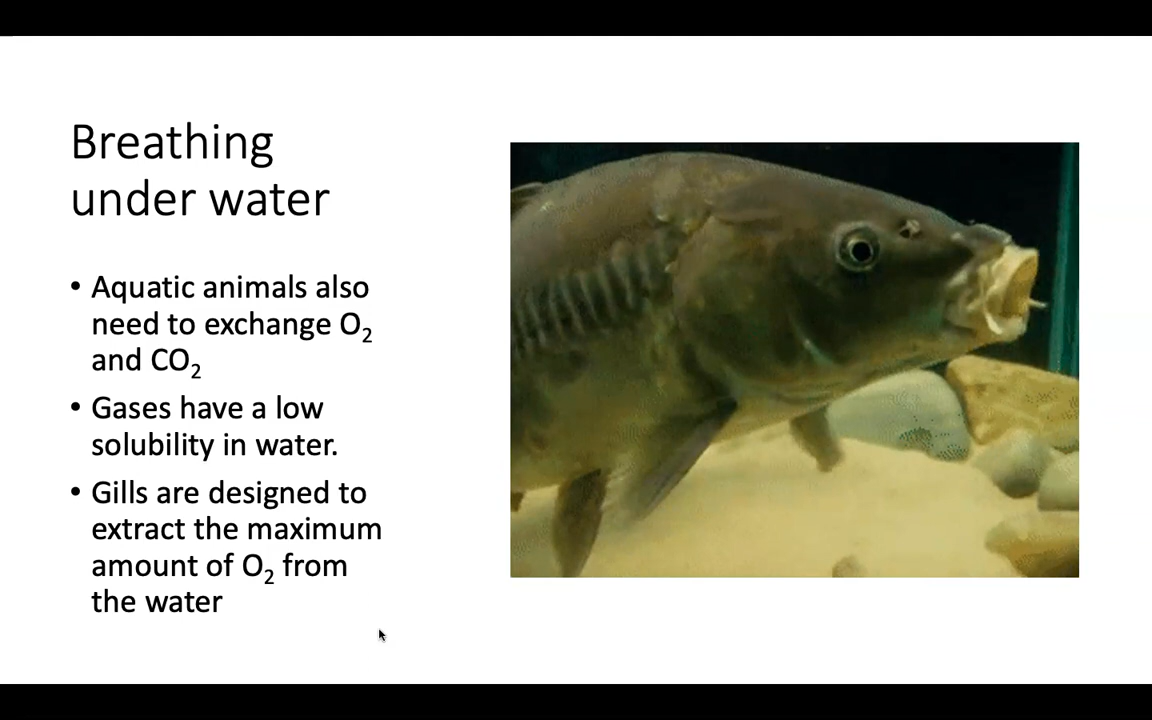 Breathing
under water
• Aquatic animals also
need to exchange O₂
and CO₂
• Gases have a low
solubility in water.
• Gills are designed to
extract the maximum
amount of O₂ from
the water